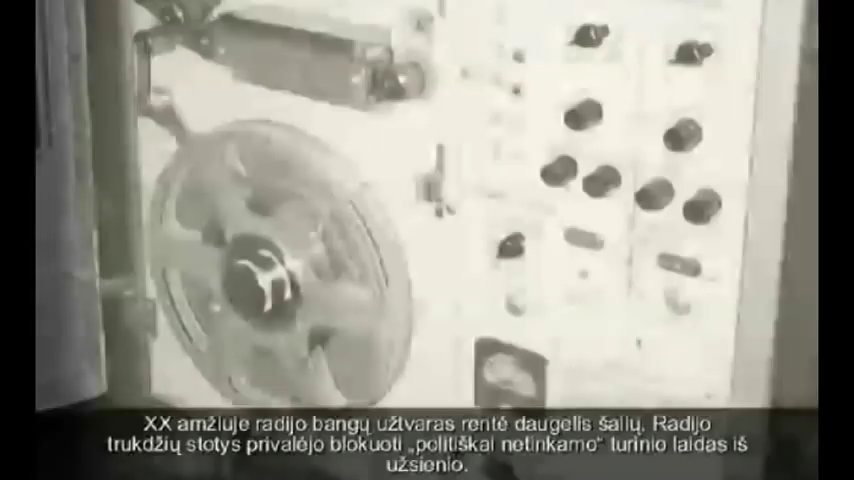 XX amžiuje radijo bangų užtvaras rentė daugelis šalių. Radijo
trukdžių stotys privalėjo blokuoti „politiškai netinkamo“ turinio laidas iš
užsienio.